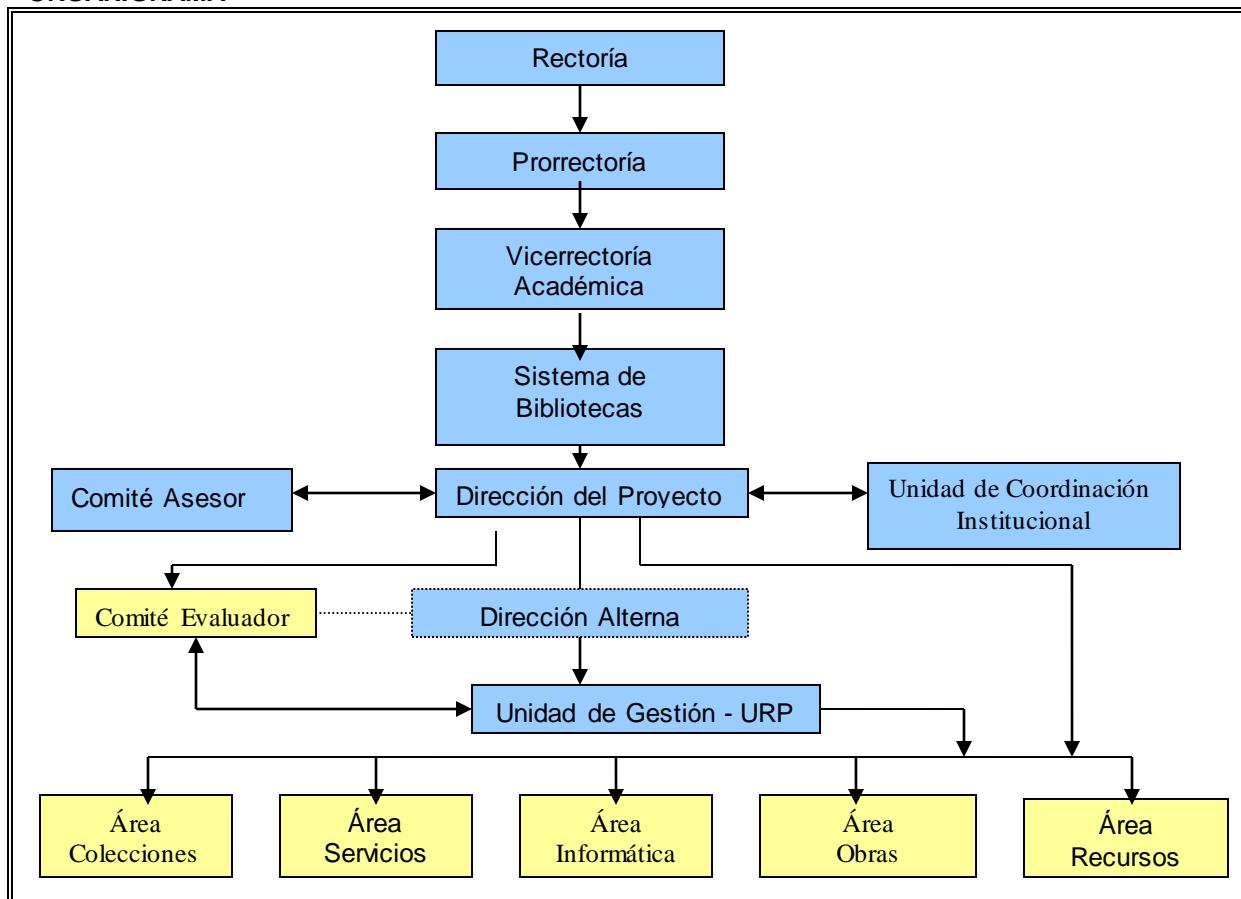 Rectoría
Prorrectoría
Vicerrectoría
Académica
Sistema de
Bibliotecas
Comité Asesor
Dirección del Proyecto
Unidad de Coordinación
Institucional
Comité Evaluador
Dirección Alterna
Unidad de Gestión - URP
Área
Colecciones
Área
Servicios
Área
Informática
Área
Obras
Área
Recursos